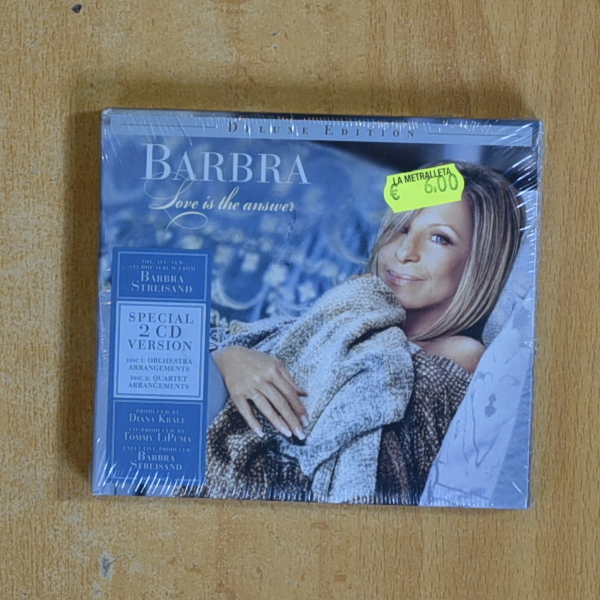 DELUXE EDITION
BARBRA
Love is the answer
LA METRALLETA
€ 6.00
THE ALL NEW
STUDIO ALBUM FROM
BARBRA
STREISAND
SPECIAL
2 CD
VERSION
DISC 1: ORCHESTRA
ARRANGEMENTS
DISC 2: QUARTET
ARRANGEMENTS
PRODUCED BY
DIANA KRALL
CO-PRODUCED BY
TOMMY LIPUMA
EXECUTIVE PRODUCER
BARBRA
STREISAND